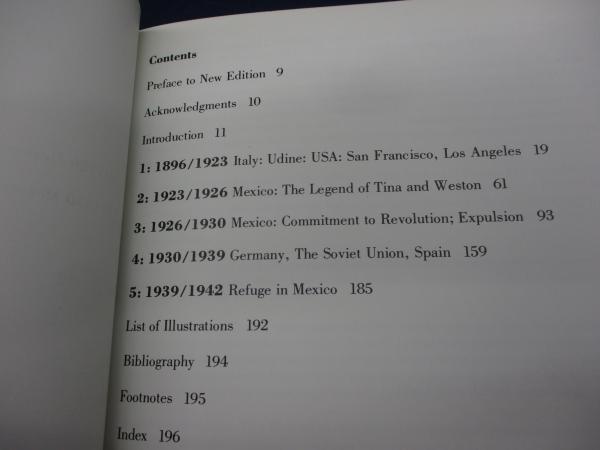 Contents
Preface to New Edition 9
Acknowledgments 10
Introduction 11
1: 1896/1923 Italy: Udine: USA: San Francisco, Los Angeles 19
2: 1923/1926 Mexico: The Legend of Tina and Weston 61
3: 1926/1930 Mexico: Commitment to Revolution; Expulsion 93
4: 1930/1939 Germany, The Soviet Union, Spain 159
5: 1939/1942 Refuge in Mexico 185
List of Illustrations 192
Bibliography 194
Footnotes 195
Index 196